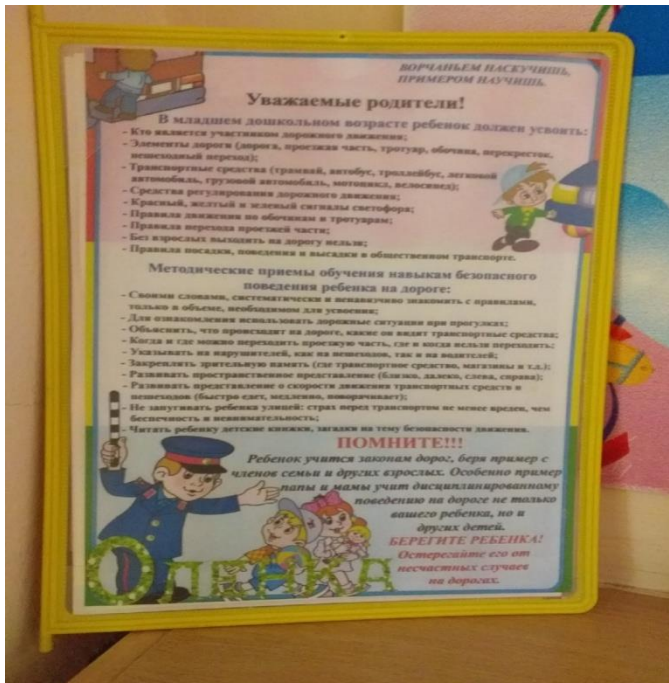 ВОРЧАНЬЕМ НАСКУЧИШЬ,
ПРИМЕРОМ НАУЧИШЬ.
Уважаемые родители!
В младшем дошкольном возрасте ребенок должен усвоить:
- Кто является участником дорожного движения;
- Элементы дороги (дорога, проезжая часть, тротуар, обочина, перекресток,
пешеходный переход);
- Транспортные средства (трамвай, автобус, троллейбус, легковой
автомобиль, грузовой автомобиль, мотоцикл, велосипед);
- Средства регулирования дорожного движения;
- Красный, желтый и зеленый сигналы светофора;
- Правила движения по обочинам и тротуарам;
- Правила перехода проезжей части;
- Без взрослых выходить на дорогу нельзя;
- Правила посадки, поведения и высадки в общественном транспорте.
Методические приемы обучения навыкам безопасного
поведения ребенка на дороге:
- Своими словами, систематически и ненавязчиво знакомить с правилами,
только в объеме, необходимом для усвоения;
- Для ознакомления использовать дорожные ситуации при прогулках;
- Объяснить, что происходит на дороге, какие он видит транспортные средства;
- Когда и где можно переходить проезжую часть, где и когда нельзя переходить;
- Указывать на нарушителей, как на пешеходов, так и на водителей;
- Закреплять зрительную память (где транспортное средство, магазины и т.д.);
- Развивать пространственное представление (близко, далеко, слева, справа);
- Развивать представление о скорости движения транспортных средств и
пешеходов (быстро едет, медленно, поворачивает);
- Не запугивать ребенка улицей: страх перед транспортом не менее вреден, чем
беспечность и невнимательность;
- Читать ребенку детские книжки, загадки на тему безопасности движения.
ПОМНИТЕ!!!
Ребенок учится законам дорог, беря пример с
членов семьи и других взрослых. Особенно пример
папы и мамы учит дисциплинированному
поведению на дороге не только
вашего ребенка, но и
других детей.
БЕРЕГИТЕ РЕБЕНКА!
Остерегайте его от
несчастных случаев
на дорогах.
Оленка